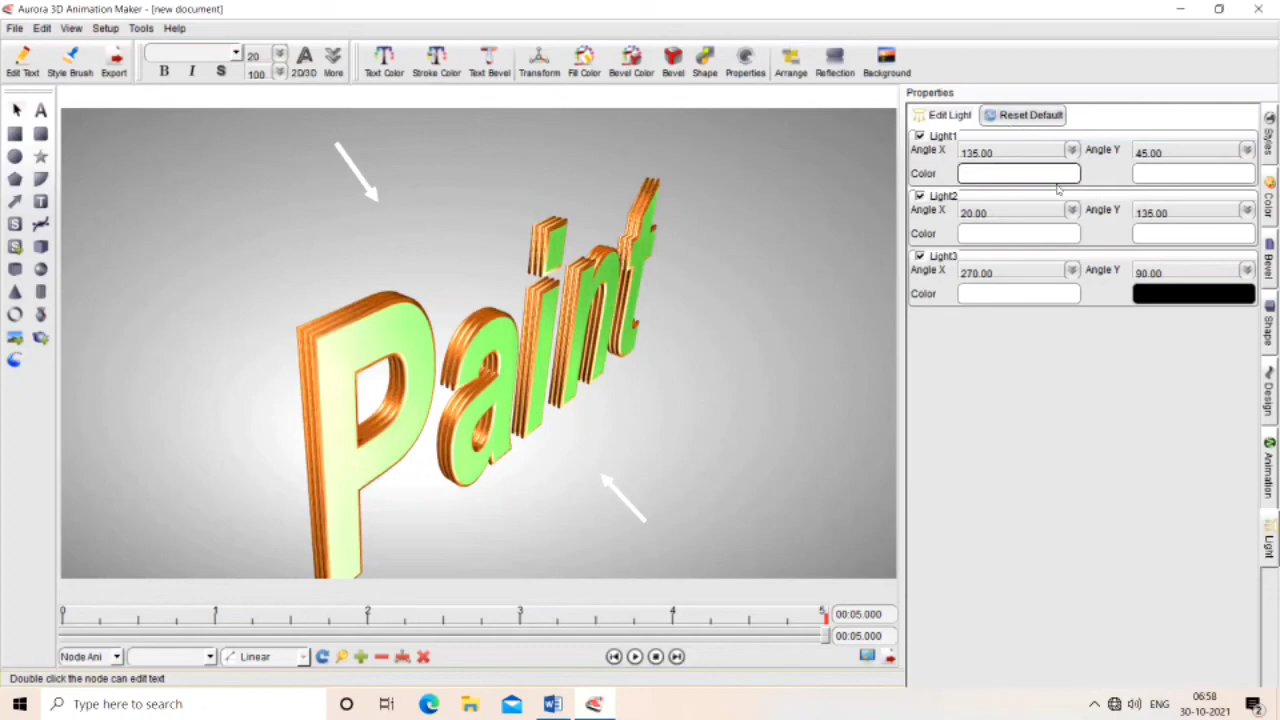 Aurora 3D Animation Maker - [new document]
File Edit View Setup Tools Help
20
100
B I S
Edit Text Style Brush Export 2D/3D More Text Color Stroke Color Text Bevel Transform Fill Color Bevel Color Bevel Shape Properties Arrange Reflection Background
Properties
Edit Light Reset Default
Light1
Angle X 135.00 Angle Y 45.00
Color
Light2
Angle X 20.00 Angle Y 135.00
Color
Light3
Angle X 270.00 Angle Y 90.00
Color
Styles
Color
Bevel
Shape
Design
Animation
Light
Paint
0 1 2 3 4 5 00:05.000
00:05.000
Node Ani Linear
Double click the node can edit text
Type here to search
ENG
06:58
30-10-2021
2